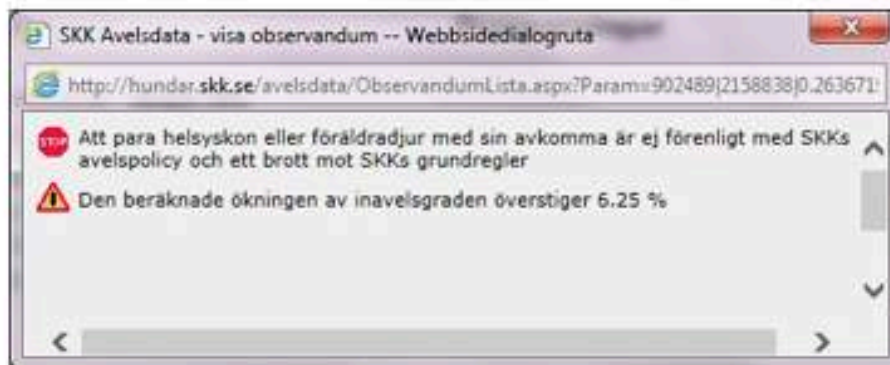 SKK Avelsdata - visa observandum -- Webbsidedialogruta
http://hundar.skk.se/avelsdata/ObservandumLista.aspx?Param=902489|2158838|0.263671
STOP
Att para helsyskon eller föräldradjur med sin avkomma är ej förenligt med SKKs
avelspolicy och ett brott mot SKKs grundregler
Den beräknade ökningen av inavelsgraden överstiger 6.25 %